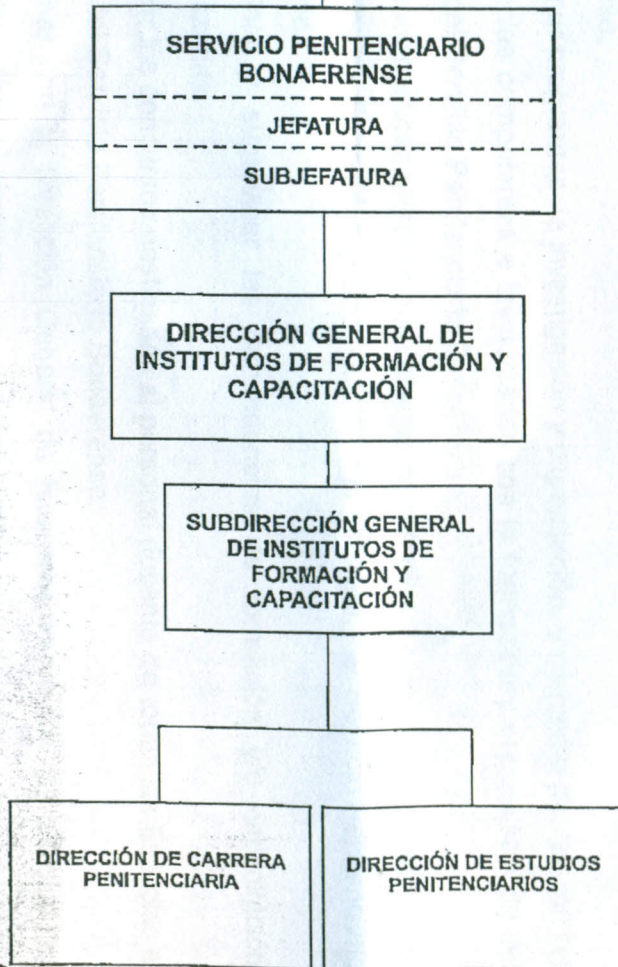 SERVICIO PENITENCIARIO
BONAERENSE
JEFATURA
SUBJEFATURA
DIRECCIÓN GENERAL DE
INSTITUTOS DE FORMACIÓN Y
CAPACITACIÓN
SUBDIRECCIÓN GENERAL
DE INSTITUTOS DE
FORMACIÓN Y
CAPACITACIÓN
DIRECCIÓN DE CARRERA
PENITENCIARIA
DIRECCIÓN DE ESTUDIOS
PENITENCIARIOS